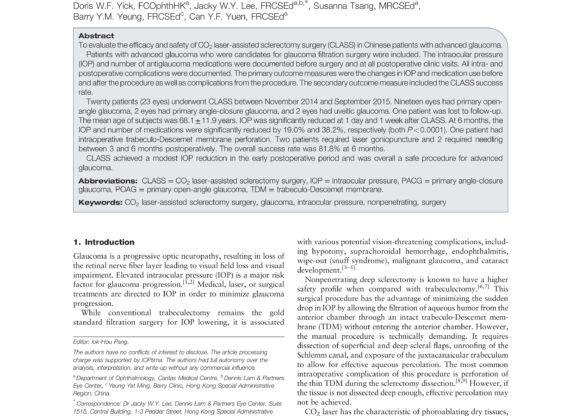 Doris W.F. Yick, FCOphthHKᵃ, Jacky W.Y. Lee, FRCSEdᵃ,ᵇ,*, Susanna Tsang, MRCSEdᵃ,
Barry Y.M. Yeung, FRCSEdᶜ, Can Y.F. Yuen, FRCSEdᵃ
Abstract
To evaluate the efficacy and safety of CO₂ laser-assisted sclerectomy surgery (CLASS) in Chinese patients with advanced glaucoma.
Patients with advanced glaucoma who were candidates for glaucoma filtration surgery were included. The intraocular pressure
(IOP) and number of antiglaucoma medications were documented before surgery and at all postoperative clinic visits. All intra- and
postoperative complications were documented. The primary outcome measures were the changes in IOP and medication use before
and after the procedure as well as complications from the procedure. The secondary outcome measure included the CLASS success
rate.
Twenty patients (23 eyes) underwent CLASS between November 2014 and September 2015. Nineteen eyes had primary open-
angle glaucoma, 2 eyes had primary angle-closure glaucoma, and 2 eyes had uveitic glaucoma. One patient was lost to follow-up.
The mean age of subjects was 68.1 ± 11.9 years. IOP was significantly reduced at 1 day and 1 week after CLASS. At 6 months, the
IOP and number of medications were significantly reduced by 19.0% and 38.2%, respectively (both P < 0.0001). One patient had
intraoperative trabeculo-Descemet membrane perforation. Two patients required laser goniopuncture and 2 required needling
between 3 and 6 months postoperatively. The overall success rate was 81.8% at 6 months.
CLASS achieved a modest IOP reduction in the early postoperative period and was overall a safe procedure for advanced
glaucoma.
Abbreviations: CLASS = CO₂ laser-assisted sclerectomy surgery, IOP = intraocular pressure, PACG = primary angle-closure
glaucoma, POAG = primary open-angle glaucoma, TDM = trabeculo-Descemet membrane.
Keywords: CO₂ laser-assisted sclerectomy surgery, glaucoma, intraocular pressure, nonpenetrating, surgery
1. Introduction
Glaucoma is a progressive optic neuropathy, resulting in loss of
the retinal nerve fiber layer leading to visual field loss and visual
impairment. Elevated intraocular pressure (IOP) is a major risk
factor for glaucoma progression.[1,2] Medical, laser, or surgical
treatments are directed to IOP in order to minimize glaucoma
progression.
While conventional trabeculectomy remains the gold
standard filtration surgery for IOP lowering, it is associated
Editor: Iok-Hou Pang.
The authors have no conflicts of interest to disclose. The article processing
charge was supported by IOPtima. The authors had full autonomy over the
analysis, interpretation, and write-up without any commercial influences.
ᵃ Department of Ophthalmology, Caritas Medical Centre, ᵇ Dennis Lam & Partners
Eye Center, ᶜ Yeung Yat Ming, Barry Clinic, Hong Kong Special Administrative
Region, China.
* Correspondence: Dr Jacky W.Y. Lee, Dennis Lam & Partners Eye Center, Suite
1515, Central Building, 1-3 Pedder Street, Hong Kong Special Administrative
with various potential vision-threatening complications, includ-
ing hypotony, suprachoroidal hemorrhage, endophthalmitis,
wipe-out (snuff syndrome), malignant glaucoma, and cataract
development.[3–5]
Nonpenetrating deep sclerectomy is known to have a higher
safety profile when compared with trabeculectomy.[6,7] This
surgical procedure has the advantage of minimizing the sudden
drop in IOP by allowing the filtration of aqueous humor from the
anterior chamber through an intact trabeculo-Descemet mem-
brane (TDM) without entering the anterior chamber. However,
the manual procedure is technically demanding. It requires
dissection of superficial and deep scleral flaps, unroofing of the
Schlemm canal, and exposure of the juxtacanalicular trabeculum
to allow for effective aqueous percolation. The most common
intraoperative complication of this procedure is perforation of
the thin TDM during the sclerectomy dissection.[8,9] However if
the tissue is not dissected deep enough, effective percolation may
not be achieved.
CO₂ laser has the characteristic of photoablating dry tissues,